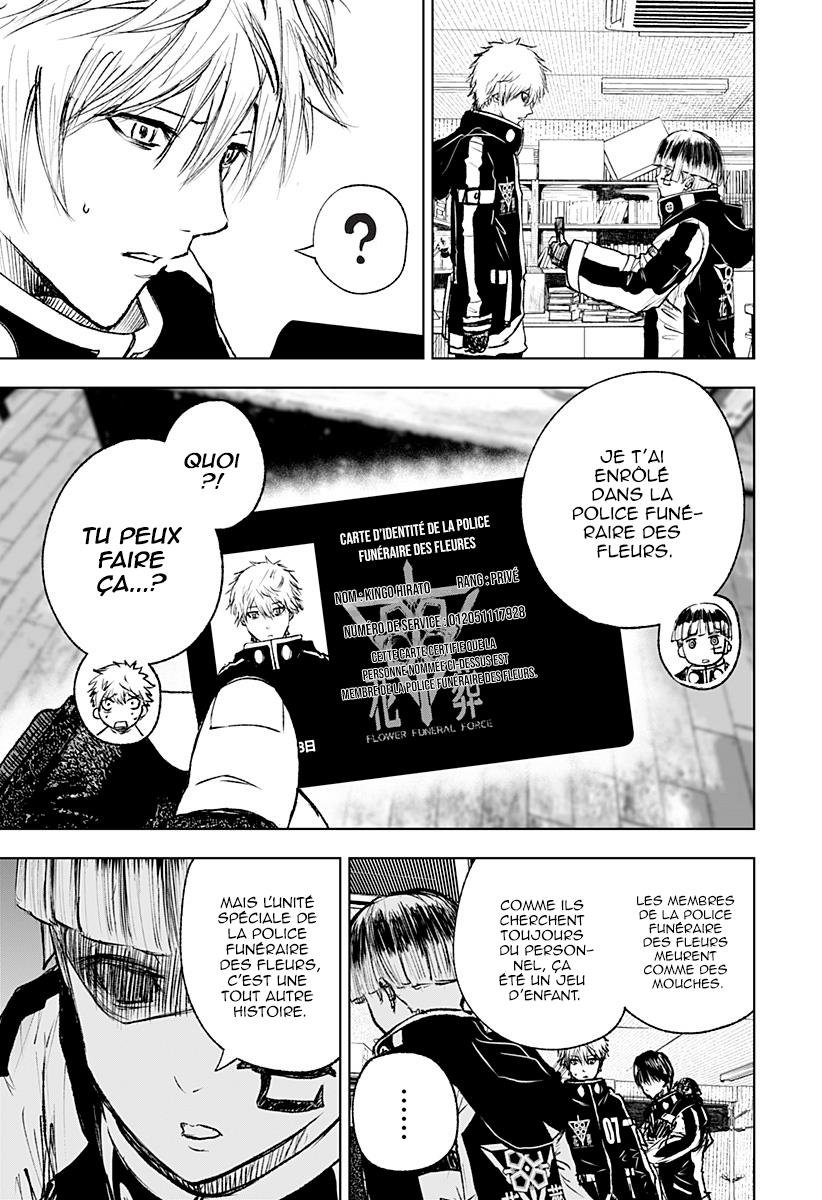 ?
JE T'AI
ENRÔLÉ
DANS LA
POLICE FUNÉ-
RAIRE DES
FLEURS.
QUOI
?!
TU PEUX
FAIRE
ÇA...?
CARTE D'IDENTITÉ DE LA POLICE
FUNÉRAIRE DES FLEURES
NOM : KINGO HIRATO RANG : PRIVÉ
NUMÉRO DE SERVICE : 012051117928
CETTE CARTE CERTIFIE QUE LA
PERSONNE NOMMÉE CI-DESSUS EST
MEMBRE DE LA POLICE FUNÉRAIRE DES FLEURS.
花 葬
FLOWER FUNERAL FORCE
8日
LES MEMBRES
DE LA POLICE
FUNÉRAIRE
DES FLEURS
MEURENT
COMME DES
MOUCHES.
COMME ILS
CHERCHENT
TOUJOURS
DU PERSON-
NEL, ÇA
ÉTÉ UN JEU
D'ENFANT.
......
07
MAIS L'UNITÉ
SPÉCIALE DE
LA POLICE
FUNÉRAIRE
DES FLEURS,
C'EST UNE
TOUT AUTRE
HISTOIRE.